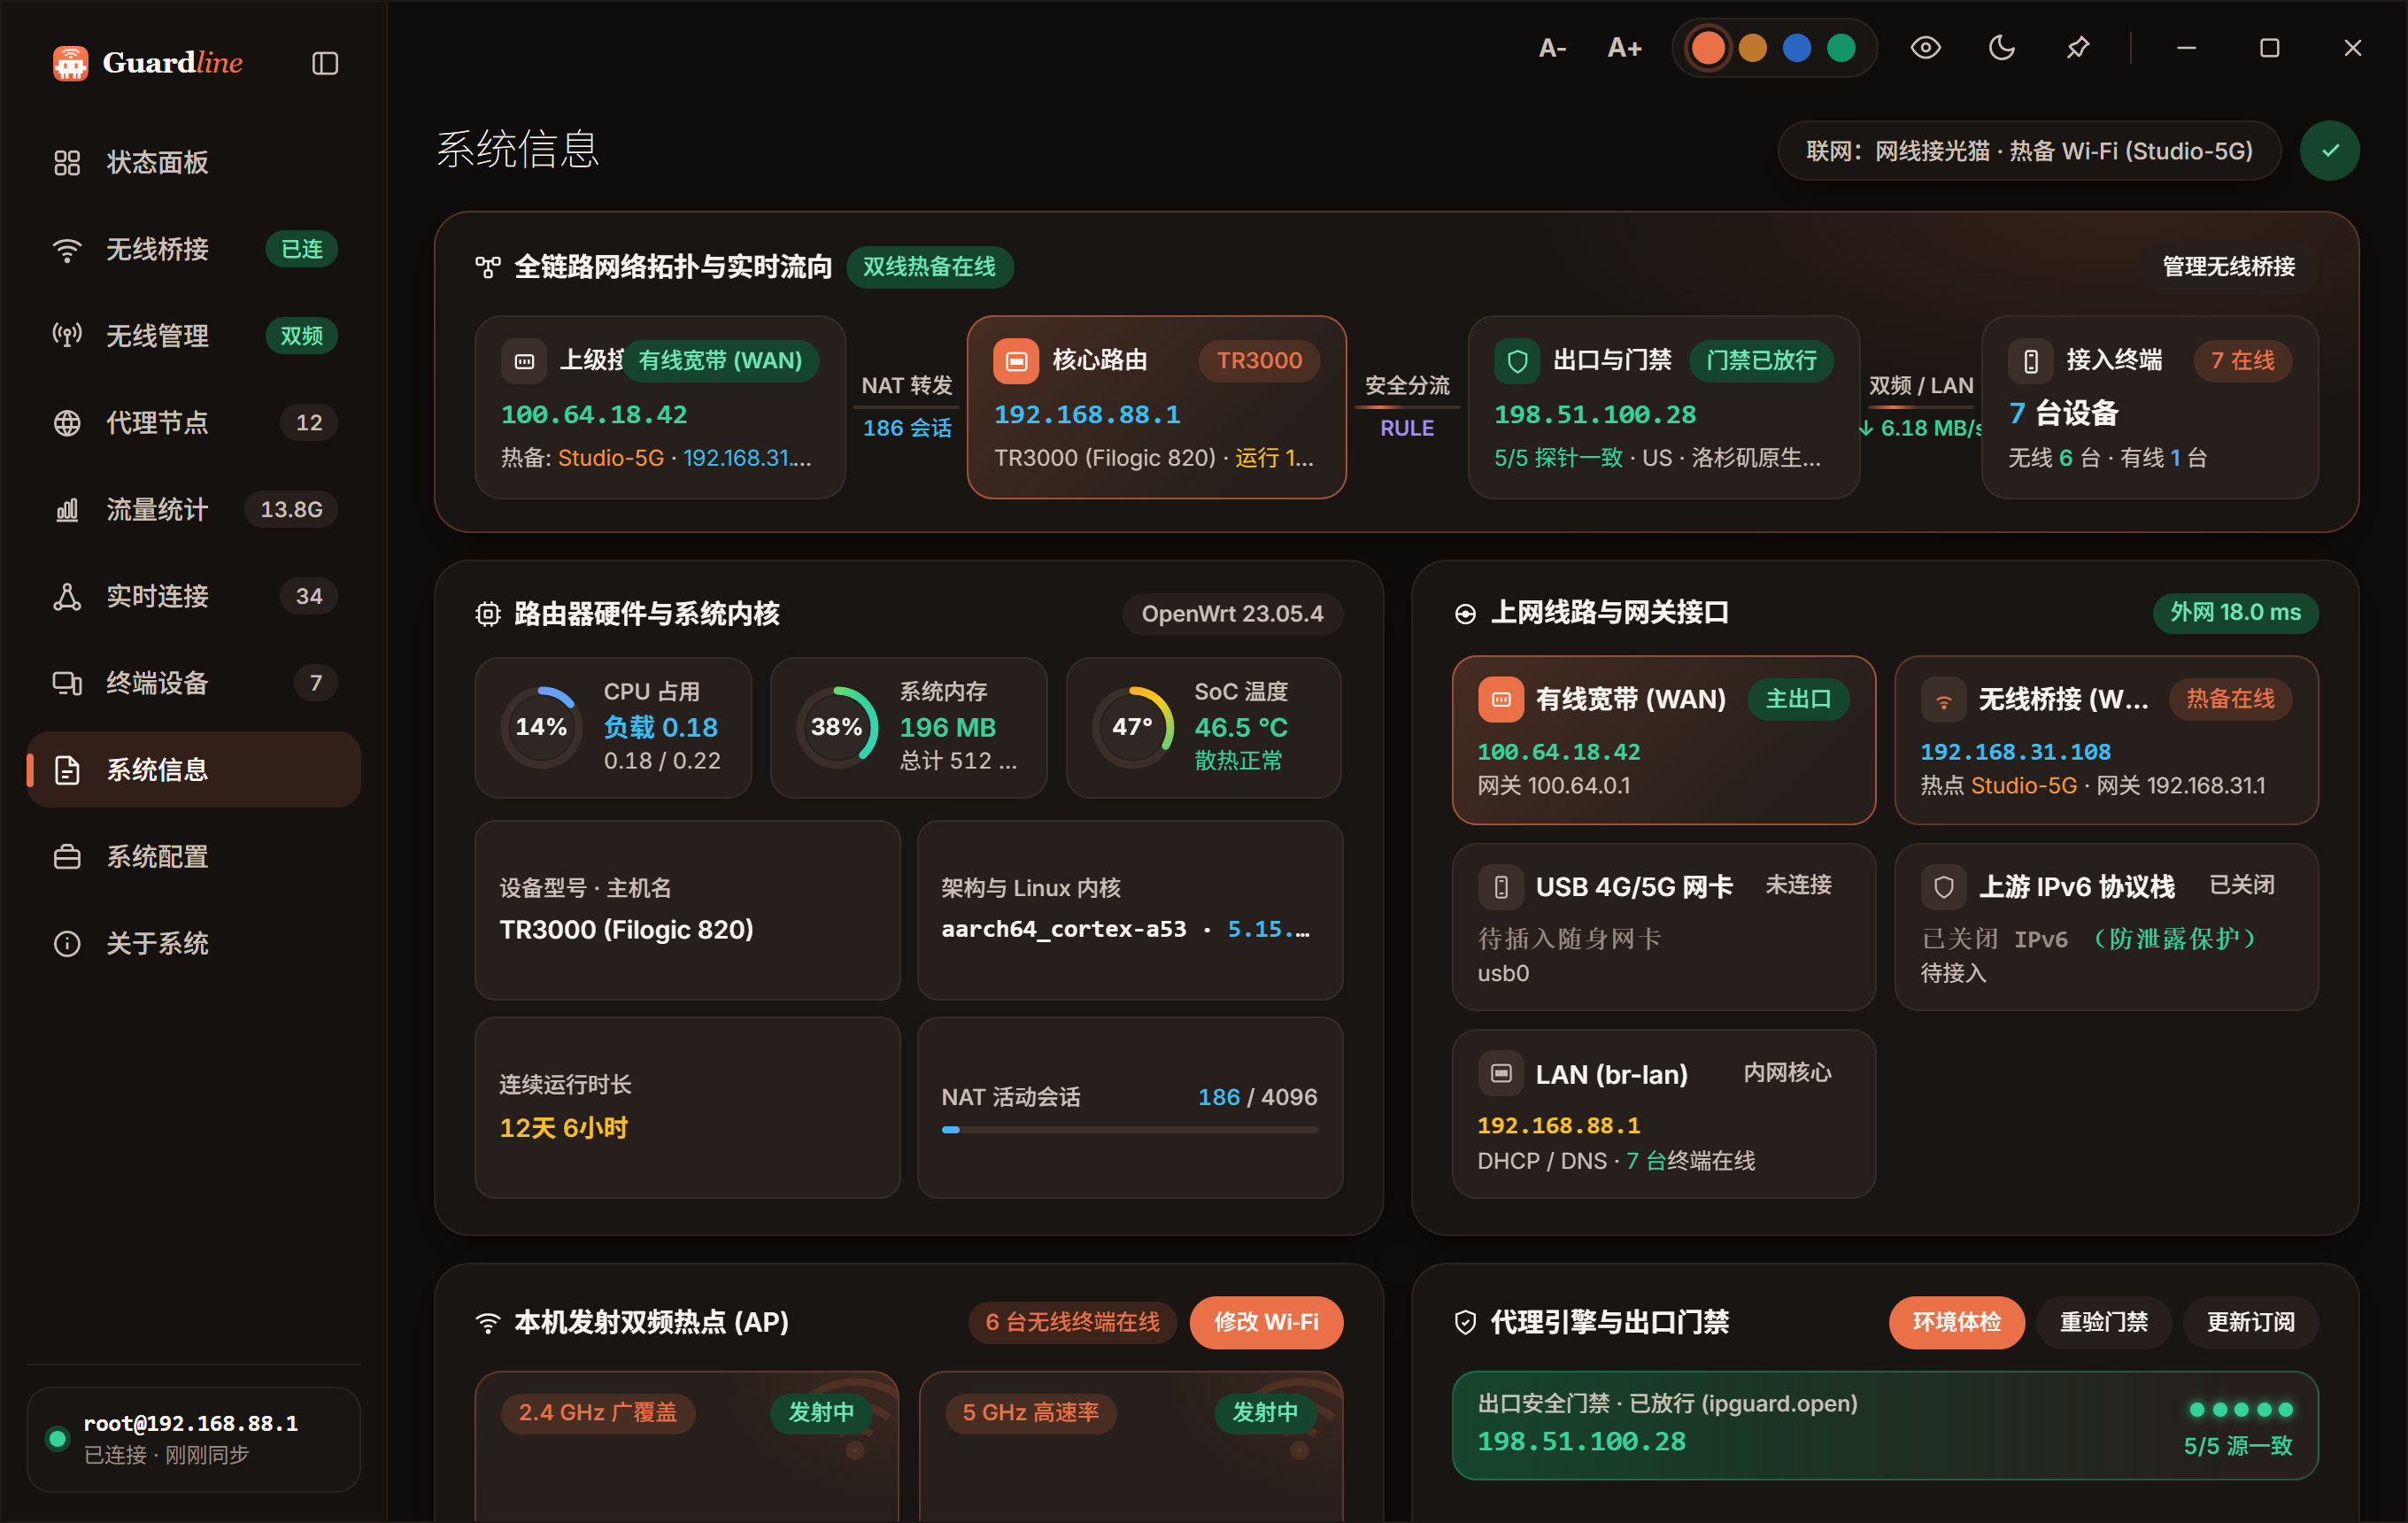 Guardline
A-
A+
状态面板
无线桥接
已连
无线管理
双频
代理节点
12
流量统计
13.8G
实时连接
34
终端设备
7
系统信息
系统配置
关于系统
root@192.168.88.1
已连接 · 刚刚同步
系统信息
联网：网线接光猫 · 热备 Wi-Fi (Studio-5G)
全链路网络拓扑与实时流向
双线热备在线
管理无线桥接
上级
有线宽带 (WAN)
100.64.18.42
热备: Studio-5G · 192.168.31....
NAT 转发
186 会话
核心路由
TR3000
192.168.88.1
TR3000 (Filogic 820) · 运行 1...
安全分流
RULE
出口与门禁
门禁已放行
198.51.100.28
5/5 探针一致 · US · 洛杉矶原生...
双频 / LAN
↓ 6.18 MB/s
接入终端
7 在线
7 台设备
无线 6 台 · 有线 1 台
路由器硬件与系统内核
OpenWrt 23.05.4
14%
CPU 占用
负载 0.18
0.18 / 0.22
38%
系统内存
196 MB
总计 512 ...
47°
SoC 温度
46.5 °C
散热正常
设备型号 · 主机名
TR3000 (Filogic 820)
架构与 Linux 内核
aarch64_cortex-a53 · 5.15.…
连续运行时长
12天 6小时
NAT 活动会话
186 / 4096
上网线路与网关接口
外网 18.0 ms
有线宽带 (WAN)
主出口
100.64.18.42
网关 100.64.0.1
无线桥接 (W...
热备在线
192.168.31.108
热点 Studio-5G · 网关 192.168.31.1
USB 4G/5G 网卡
未连接
待插入随身网卡
usb0
上游 IPv6 协议栈
已关闭
已关闭 IPv6 （防泄露保护）
待接入
LAN (br-lan)
内网核心
192.168.88.1
DHCP / DNS · 7 台终端在线
本机发射双频热点 (AP)
6 台无线终端在线
修改 Wi-Fi
2.4 GHz 广覆盖
发射中
5 GHz 高速率
发射中
代理引擎与出口门禁
环境体检
重验门禁
更新订阅
出口安全门禁 · 已放行 (ipguard.open)
198.51.100.28
5/5 源一致